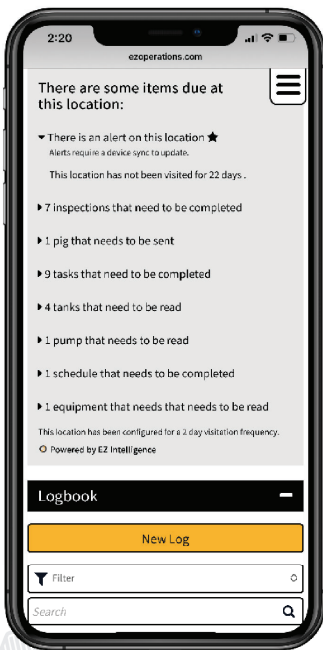 2:20
ezoperations.com
There are some items due at
this location:
There is an alert on this location
Alerts require a device sync to update.
This location has not been visited for 22 days .
7 inspections that need to be completed
1 pig that needs to be sent
9 tasks that need to be completed
4 tanks that need to be read
1 pump that needs to be read
1 schedule that needs to be completed
1 equipment that needs that needs to be read
This location has been configured for a 2 day visitation frequency.
Powered by EZ Intelligence
Logbook
New Log
Filter
Search